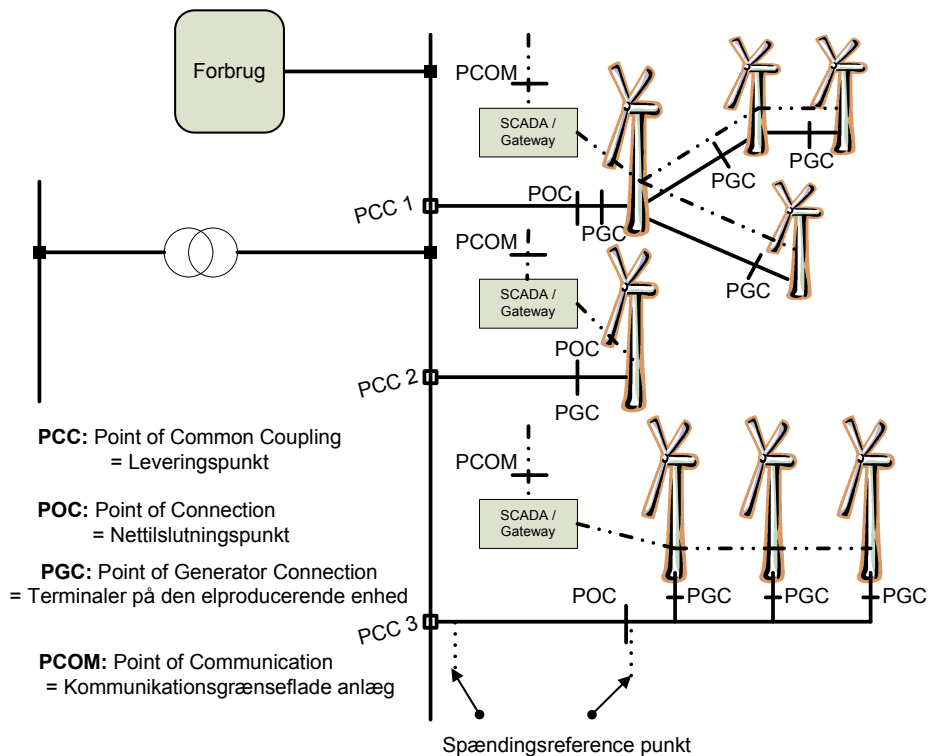 Forbrug
PCOM
SCADA /
Gateway
PGC
PGC
POC
PGC
PCC 1
PGC
PCOM
SCADA /
Gateway
POC
PCC 2
PGC
PCC: Point of Common Coupling
= Leveringspunkt
POC: Point of Connection
= Nettilslutningspunkt
PGC: Point of Generator Connection
= Terminaler på den elproducerende enhed
PCOM: Point of Communication
= Kommunikationsgrænseflade anlæg
PCOM
SCADA /
Gateway
POC
PGC
PGC
PGC
PCC 3
Spændingsreference punkt